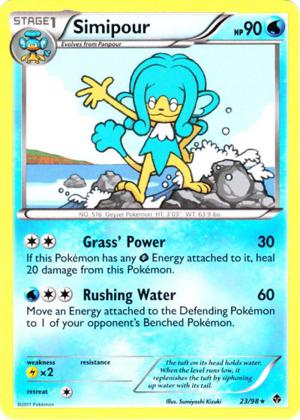 STAGE1
Simipour
HP 90
Evolves from Panpour
NO. 516 Geyser Pokémon HT: 3'03" WT: 63.9 lbs.
Grass' Power 30
If this Pokémon has any Energy attached to it, heal
20 damage from this Pokémon.
Rushing Water 60
Move an Energy attached to the Defending Pokémon
to 1 of your opponent's Benched Pokémon.
weakness
×2
resistance
retreat
The tuft on its head holds water.
When the level runs low, it
replenishes the tuft by siphoning
up water with its tail.
©2011 Pokémon
Illus. Sumiyoshi Kizuki
23/98 ★